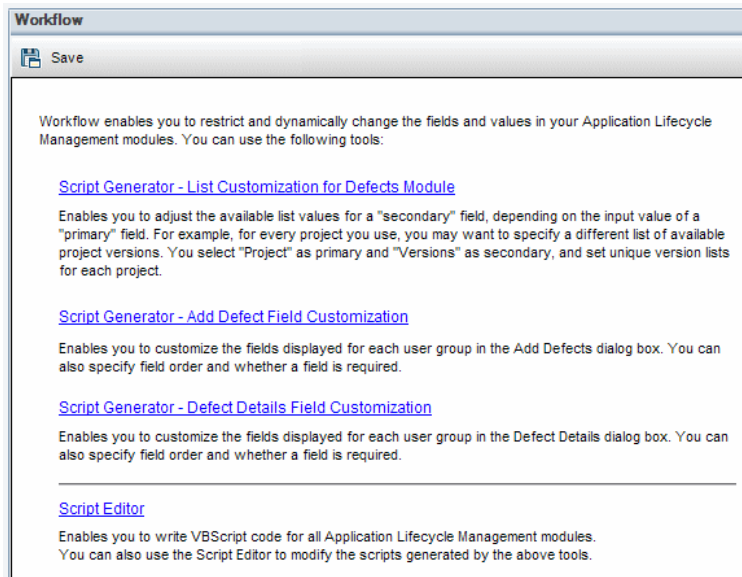 Workflow
Save
Workflow enables you to restrict and dynamically change the fields and values in your Application Lifecycle
Management modules. You can use the following tools:
Script Generator - List Customization for Defects Module
Enables you to adjust the available list values for a "secondary" field, depending on the input value of a
"primary" field. For example, for every project you use, you may want to specify a different list of available
project versions. You select "Project" as primary and "Versions" as secondary, and set unique version lists
for each project.
Script Generator - Add Defect Field Customization
Enables you to customize the fields displayed for each user group in the Add Defects dialog box. You can
also specify field order and whether a field is required.
Script Generator - Defect Details Field Customization
Enables you to customize the fields displayed for each user group in the Defect Details dialog box. You can
also specify field order and whether a field is required.
Script Editor
Enables you to write VBScript code for all Application Lifecycle Management modules.
You can also use the Script Editor to modify the scripts generated by the above tools.